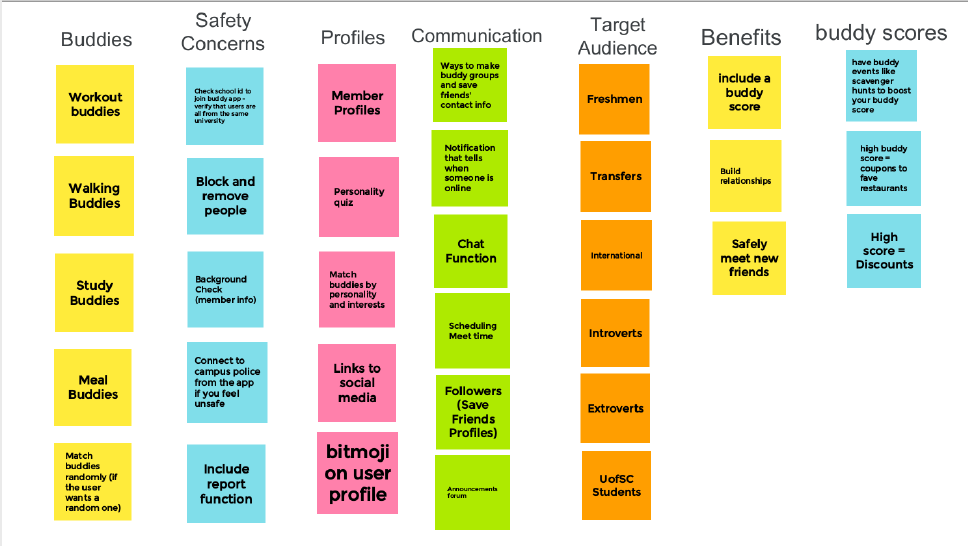 Buddies
Workout
buddies
Walking
Buddies
Study
Buddies
Meal
Buddies
Match
buddies
randomly (if
the user
wants a
random one)
Safety
Concerns
Check school id to
join buddy app -
verify that users are
all from the same
university
Block and
remove
people
Background
Check
(member info)
Connect to
campus police
from the app
if you feel
unsafe
Include
report
function
Profiles
Member
Profiles
Personality
quiz
Match
buddies by
personality
and interests
Links to
social
media
bitmoji
on user
profile
Communication
Ways to make
buddy groups
and save
friends'
contact info
Notification
that tells
when
someone is
online
Chat
Function
Scheduling
Meet time
Followers
(Save
Friends
Profiles)
Announcements
forum
Target
Audience
Freshmen
Transfers
International
Introverts
Extroverts
UofSC
Students
Benefits
include a
buddy
score
Build
relationships
Safely
meet new
friends
buddy scores
have buddy
events like
scavenger
hunts to boost
your buddy
score
high buddy
score =
coupons to
fave
restaurants
High
score =
Discounts